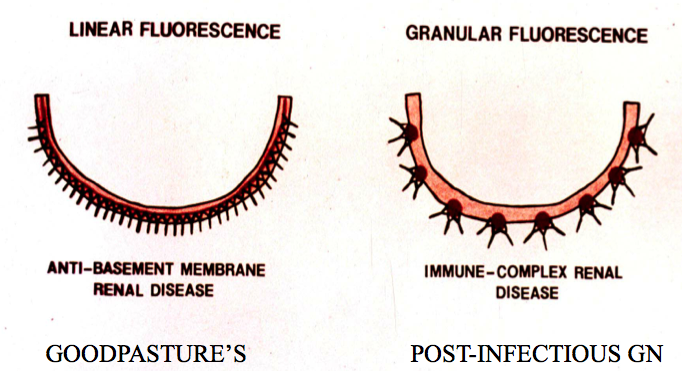 LINEAR FLUORESCENCE
ANTI-BASEMENT MEMBRANE
RENAL DISEASE
GOODPASTURE’S
GRANULAR FLUORESCENCE
IMMUNE-COMPLEX RENAL
DISEASE
POST-INFECTIOUS GN